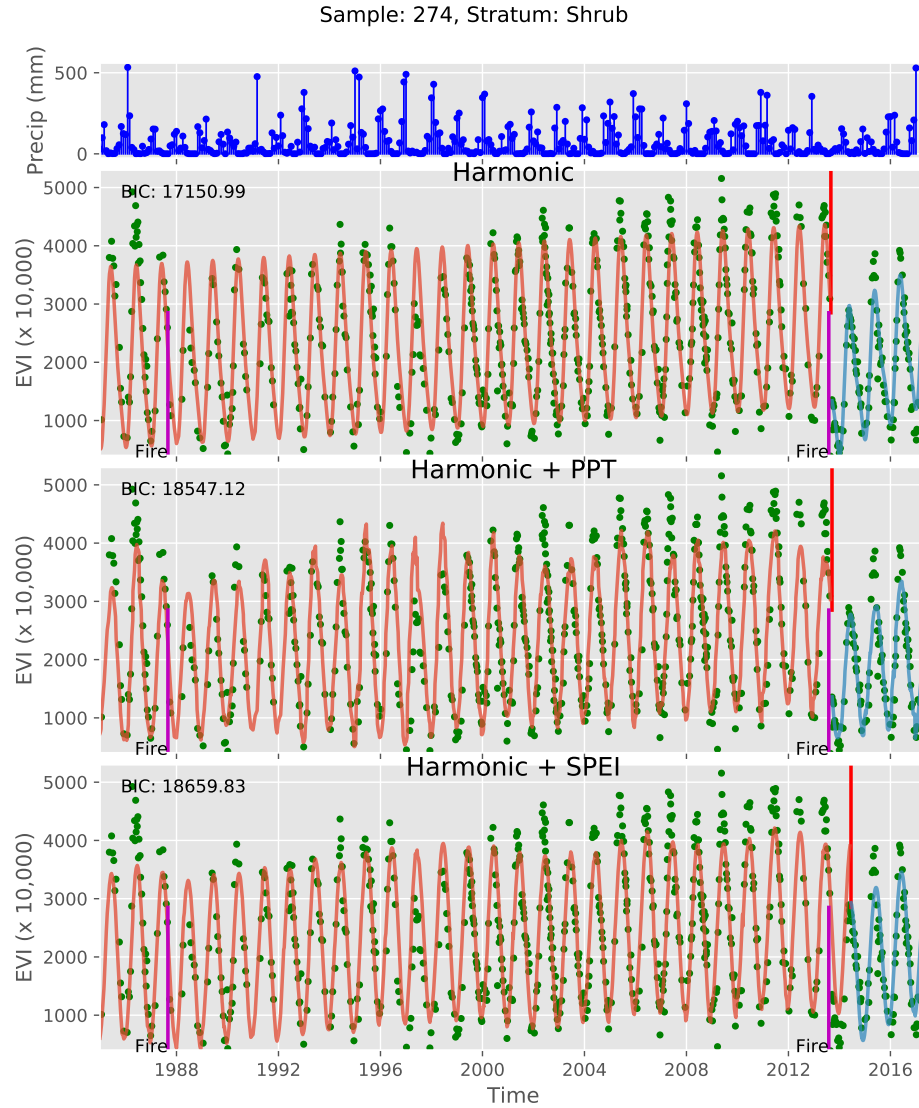 Sample: 274, Stratum: Shrub
Precip (mm)
500
0
Harmonic
BIC: 17150.99
EVI (x 10,000)
5000
4000
3000
2000
1000
Fire
Fire
Harmonic + PPT
BIC: 18547.12
EVI (x 10,000)
5000
4000
3000
2000
1000
Fire
Fire
Harmonic + SPEI
BIC: 18659.83
EVI (x 10,000)
5000
4000
3000
2000
1000
Fire
Fire
1988 1992 1996 2000 2004 2008 2012 2016
Time